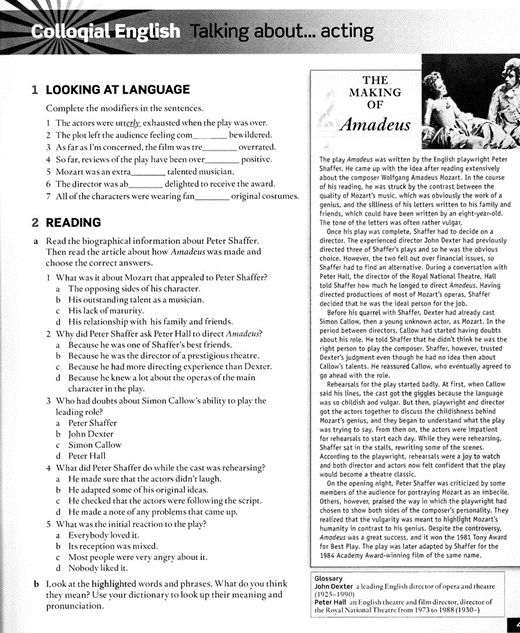 Colloqial English Talking about... acting
1 LOOKING AT LANGUAGE
Complete the modifiers in the sentences.
1 The actors were utterly exhausted when the play was over.
2 The plot left the audience feeling com________ bewildered.
3 As far as I'm concerned, the film was tre________ overrated.
4 So far, reviews of the play have been over________ positive.
5 Mozart was an extra________ talented musician.
6 The director was ab________ delighted to receive the award.
7 All of the characters were wearing fan________ original costumes.
2 READING
a Read the biographical information about Peter Shaffer.
Then read the article about how Amadeus was made and
choose the correct answers.
1 What was it about Mozart that appealed to Peter Shaffer?
a The opposing sides of his character.
b His outstanding talent as a musician.
c His lack of maturity.
d His relationship with his family and friends.
2 Why did Peter Shaffer ask Peter Hall to direct Amadeus?
a Because he was one of Shaffer's best friends.
b Because he was the director of a prestigious theatre.
c Because he had more directing experience than Dexter.
d Because he knew a lot about the operas of the main
character in the play.
3 Who had doubts about Simon Callow's ability to play the
leading role?
a Peter Shaffer
b John Dexter
c Simon Callow
d Peter Hall
4 What did Peter Shaffer do while the cast was rehearsing?
a He made sure that the actors didn't laugh.
b He adapted some of his original ideas.
c He checked that the actors were following the script.
d He made a note of any problems that came up.
5 What was the initial reaction to the play?
a Everybody loved it.
b Its reception was mixed.
c Most people were very angry about it.
d Nobody liked it.
b Look at the highlighted words and phrases. What do you think
they mean? Use your dictionary to look up their meaning and
pronunciation.
THE
MAKING
OF
Amadeus
The play Amadeus was written by the English playwright Peter
Shaffer. He came up with the idea after reading extensively
about the composer Wolfgang Amadeus Mozart. In the course
of his reading, he was struck by the contrast between the
quality of Mozart's music, which was obviously the work of a
genius, and the silliness of his letters written to his family and
friends, which could have been written by an eight-year-old.
The tone of the letters was often rather vulgar.
Once his play was complete, Shaffer had to decide on a
director. The experienced director John Dexter had previously
directed three of Shaffer's plays and so he was the obvious
choice. However, the two fell out over financial issues, so
Shaffer had to find an alternative. During a conversation with
Peter Hall, the director of the Royal National Theatre, Hall
told Shaffer how much he longed to direct Amadeus. Having
directed productions of most of Mozart's operas, Shaffer
decided that he was the ideal person for the job.
Before his quarrel with Shaffer, Dexter had already cast
Simon Callow, then a young unknown actor, as Mozart. In the
period between directors, Callow had started having doubts
about his role. He told Shaffer that he didn't think he was the
right person to play the composer. Shaffer, however, trusted
Dexter's judgement even though he had no idea then about
Callow's talents. He reassured Callow, who eventually agreed to
go ahead with the role.
Rehearsals for the play started badly. At first, when Callow
said his lines, the cast got the giggles because the language
was so childish and vulgar. But then, playwright and director
got the actors together to discuss the childishness behind
Mozart's genius, and they began to understand what the play
was trying to say. From then on, the actors were impatient
for rehearsals to start each day. While they were rehearsing,
Shaffer sat in the stalls, rewriting some of the scenes.
According to the playwright, rehearsals were a joy to watch
and both director and actors now felt confident that the play
would become a theatre classic.
On the opening night, Peter Shaffer was criticized by some
members of the audience for portraying Mozart as an imbecile.
Others, however, praised the way in which the playwright had
chosen to show both sides of the composer's personality. They
realized that the vulgarity was meant to highlight Mozart's
humanity in contrast to his genius. Despite the controversy,
Amadeus was a great success, and it won the 1981 Tony Award
for Best Play. The play was later adapted by Shaffer for the
1984 Academy Award-winning film of the same name.
Glossary
John Dexter a leading English director of opera and theatre
(1925–1990)
Peter Hall an English theatre and film director, director of
the Royal National Theatre from 1973 to 1988 (1930–)